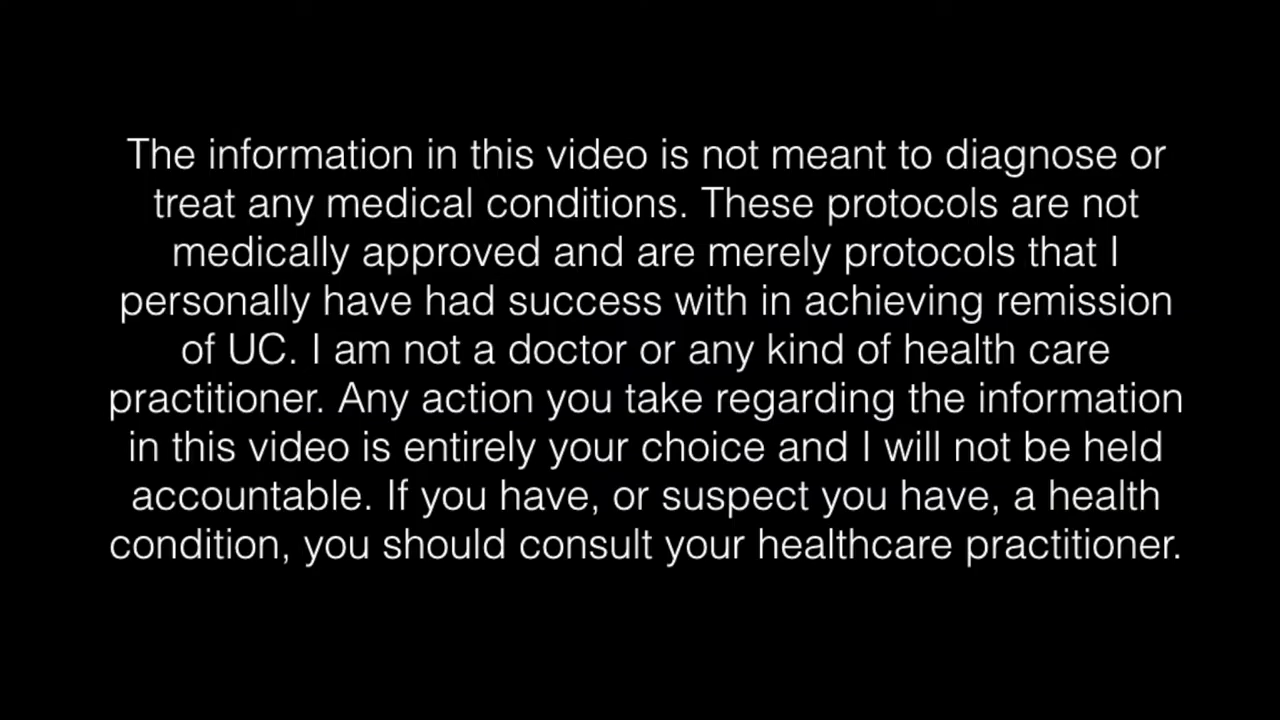 The information in this video is not meant to diagnose or
treat any medical conditions. These protocols are not
medically approved and are merely protocols that I
personally have had success with in achieving remission
of UC. I am not a doctor or any kind of health care
practitioner. Any action you take regarding the information
in this video is entirely your choice and I will not be held
accountable. If you have, or suspect you have, a health
condition, you should consult your healthcare practitioner.